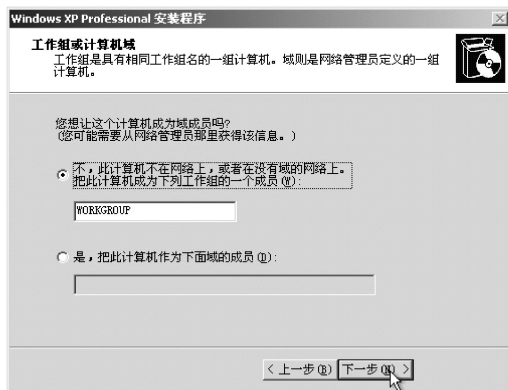 Windows XP Professional 安装程序
工作组或计算机域
工作组是具有相同工作组名的一组计算机。域则是网络管理员定义的一组
计算机。
您想让这个计算机成为域成员吗?
(您可能需要从网络管理员那里获得该信息。)
不，此计算机不在网络上，或者在没有域的网络上。
把此计算机成为下列工作组的一个成员(W):
WORKGROUP
是，把此计算机作为下面域的成员(D):
< 上一步(B) 下一步(N) >